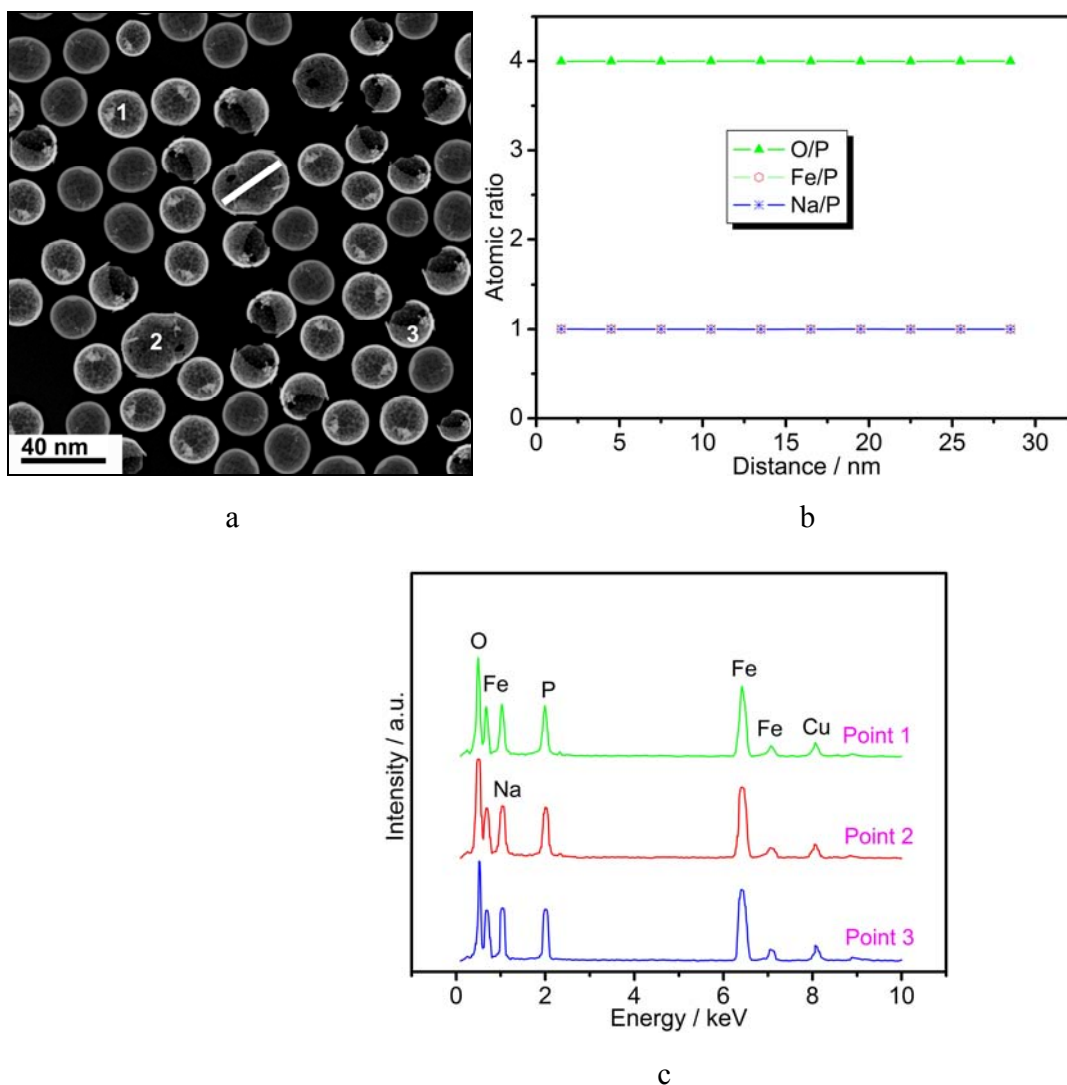 1
2
3
40 nm
a
Atomic ratio
4
3
2
1
0
O/P
Fe/P
Na/P
0 5 10 15 20 25 30
Distance / nm
b
Intensity / a.u.
O
Fe
P
Fe
Fe
Cu
Point 1
Na
Point 2
Point 3
0 2 4 6 8 10
Energy / keV
c